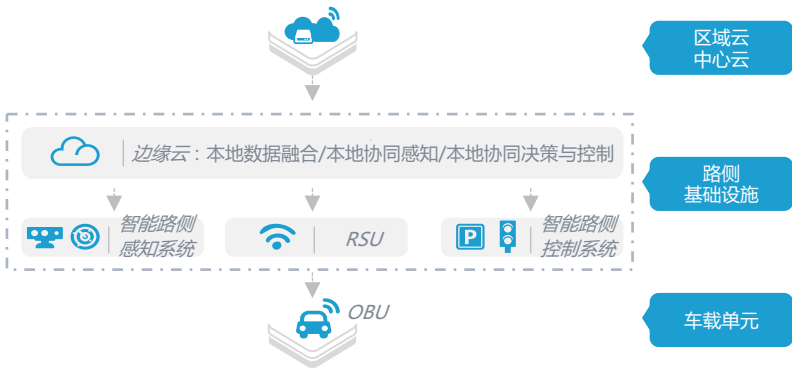 区域云
中心云
边缘云：本地数据融合/本地协同感知/本地协同决策与控制
路侧
基础设施
智能路侧
感知系统
RSU
P
智能路侧
控制系统
OBU
车载单元